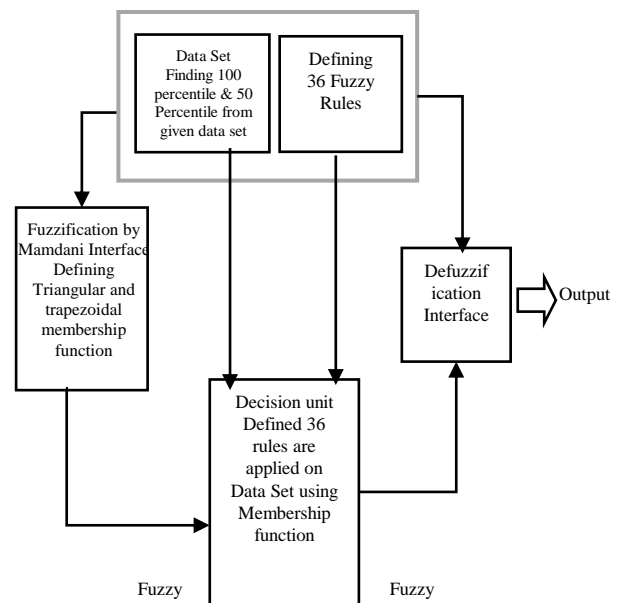 Data Set
Finding 100
percentile & 50
Percentile from
given data set
Defining
36 Fuzzy
Rules
Fuzzification by
Mamdani Interface
Defining
Triangular and
trapezoidal
membership
function
Defuzzif
ication
Interface
Output
Decision unit
Defined 36
rules are
applied on
Data Set using
Membership
function
Fuzzy
Fuzzy